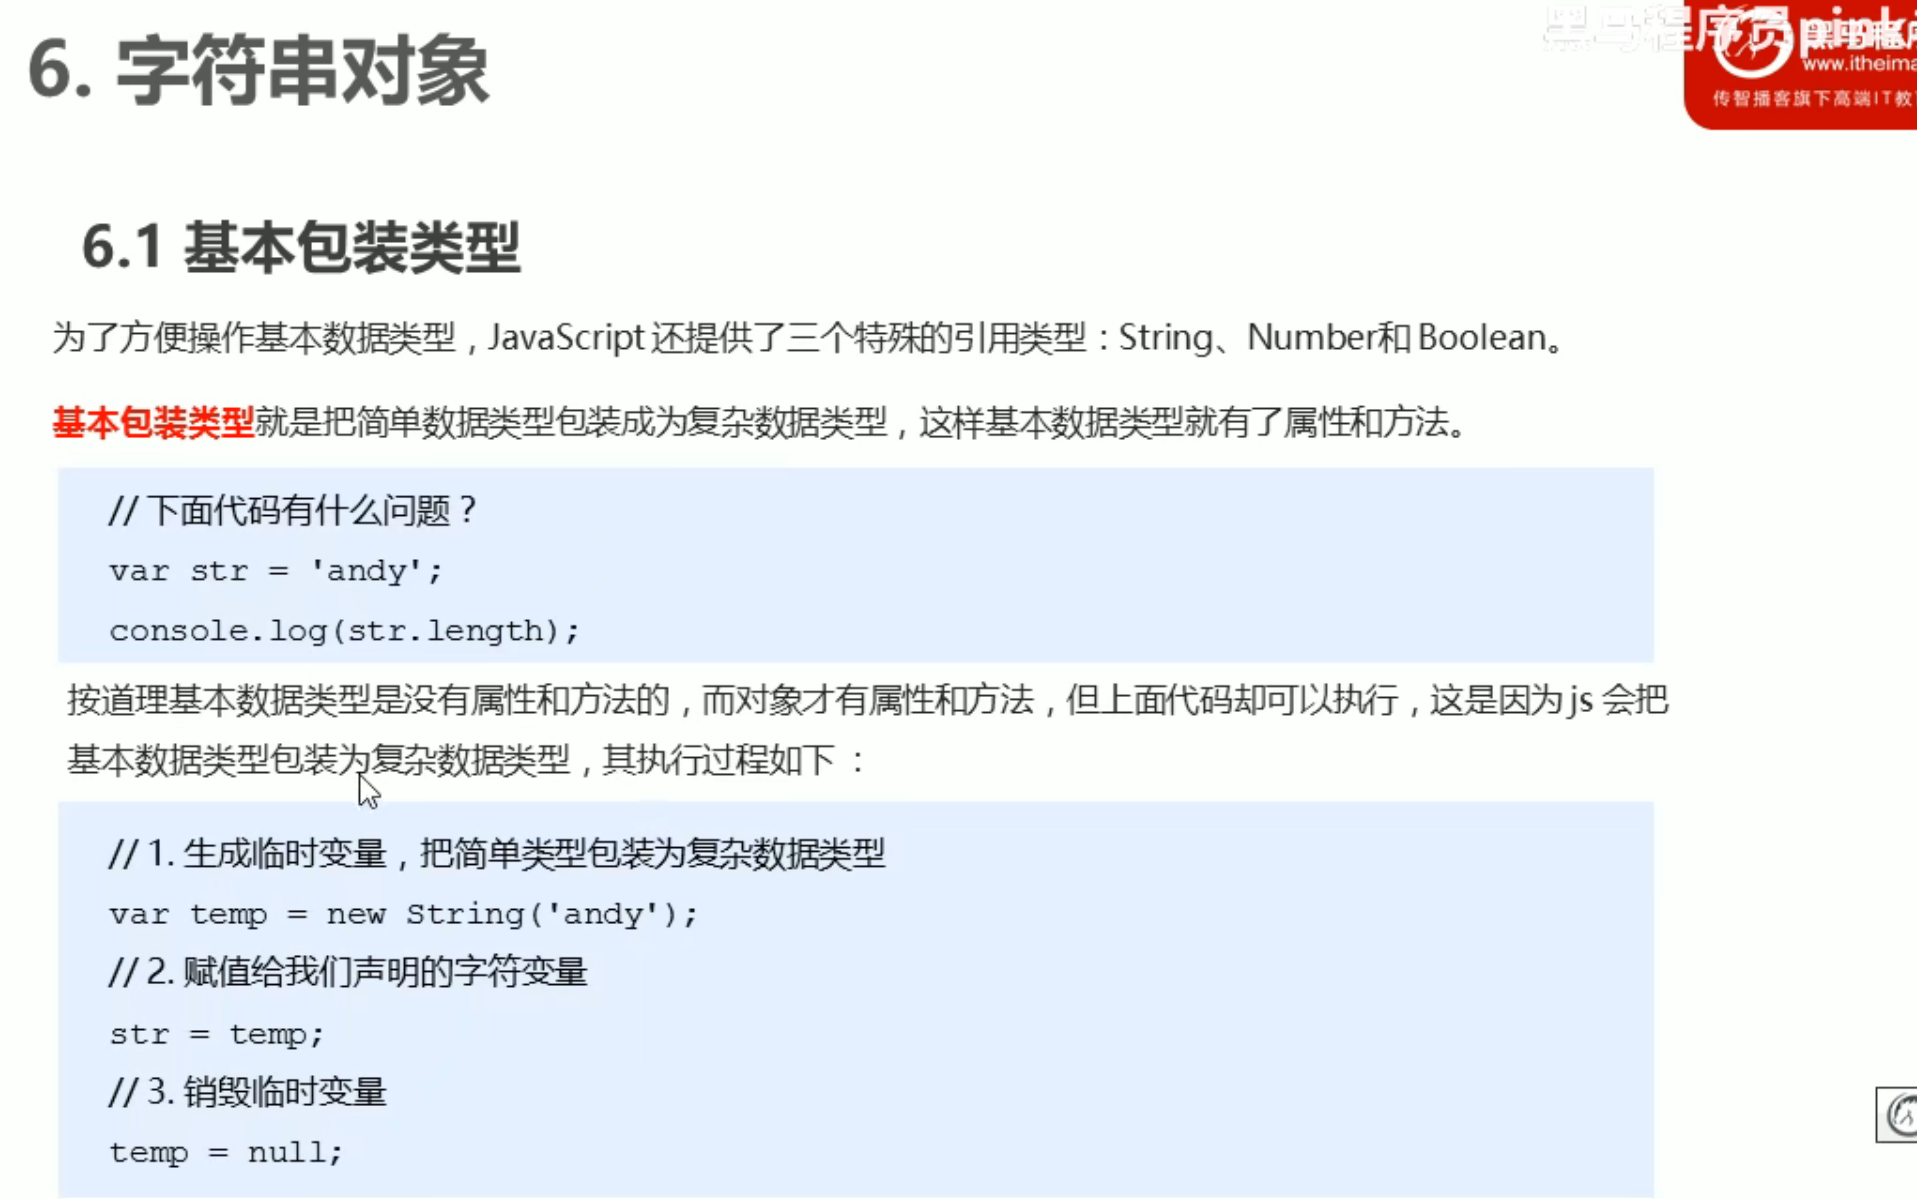 6. 字符串对象
黑马程序员pink
www.itheima
传智播客旗下高端IT教
6.1 基本包装类型
为了方便操作基本数据类型，JavaScript 还提供了三个特殊的引用类型：String、Number和 Boolean。
基本包装类型就是把简单数据类型包装成为复杂数据类型，这样基本数据类型就有了属性和方法。
// 下面代码有什么问题？
var str = 'andy';
console.log(str.length);
按道理基本数据类型是没有属性和方法的，而对象才有属性和方法，但上面代码却可以执行，这是因为 js 会把
基本数据类型包装为复杂数据类型，其执行过程如下：
// 1. 生成临时变量，把简单类型包装为复杂数据类型
var temp = new String('andy');
// 2. 赋值给我们声明的字符变量
str = temp;
// 3. 销毁临时变量
temp = null;